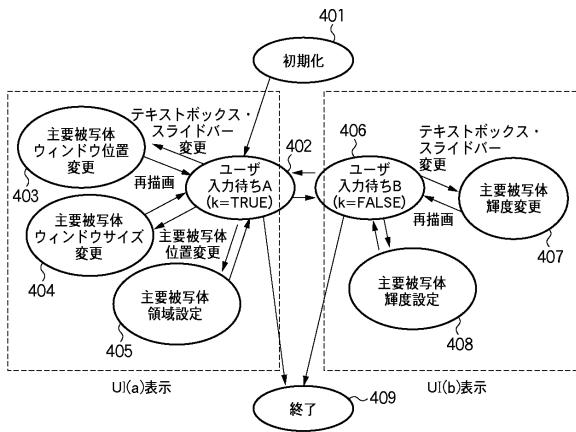 401
初期化
テキストボックス・
スライドバー
変更
主要被写体
ウィンドウ位置
変更
403
再描画
402
ユーザ
入力待ちA
(k=TRUE)
406
ユーザ
入力待ちB
(k=FALSE)
テキストボックス・
スライドバー
変更
主要被写体
輝度変更
407
再描画
主要被写体
ウィンドウサイズ
変更
404
主要被写体
位置変更
主要被写体
領域設定
405
主要被写体
輝度設定
408
UI(a)表示
UI(b)表示
終了
409